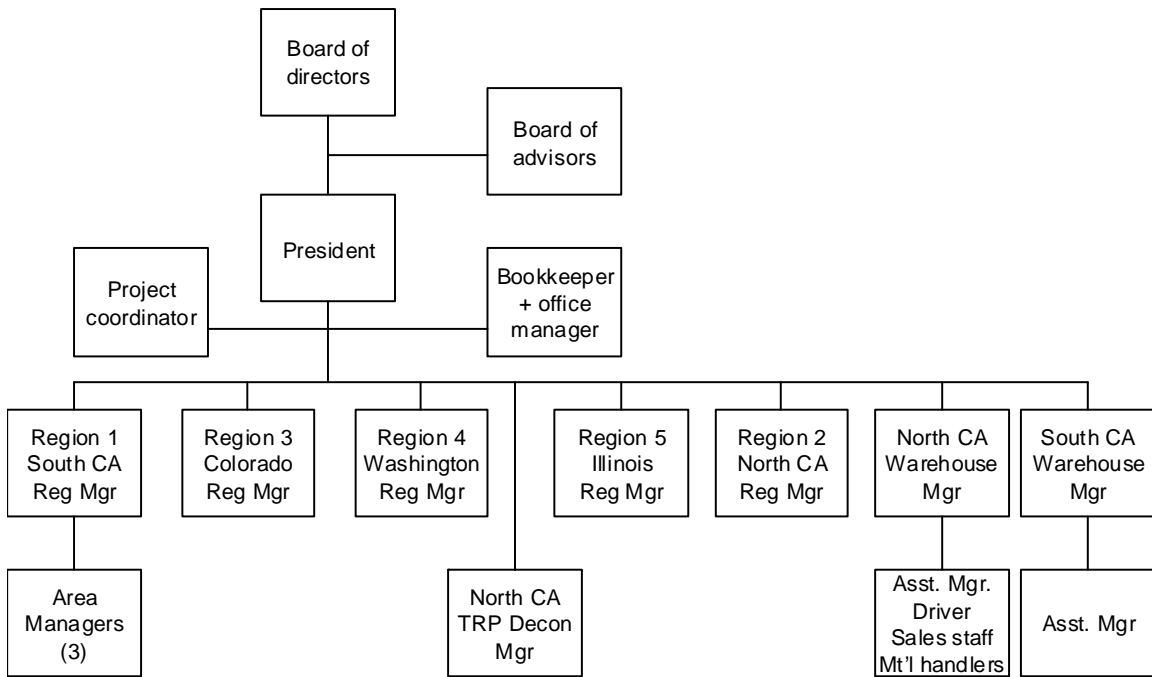 Board of
directors
Board of
advisors
President
Project
coordinator
Bookkeeper
+ office
manager
Region 1
South CA
Reg Mgr
Region 3
Colorado
Reg Mgr
Region 4
Washington
Reg Mgr
Region 5
Illinois
Reg Mgr
Region 2
North CA
Reg Mgr
North CA
Warehouse
Mgr
South CA
Warehouse
Mgr
Area
Managers
(3)
North CA
TRP Decon
Mgr
Asst. Mgr.
Driver
Sales staff
Mt'l handlers
Asst. Mgr